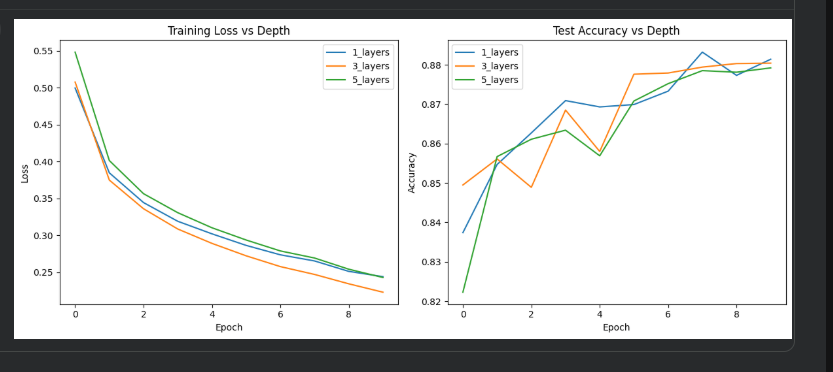 Training Loss vs Depth
0.55
0.50
0.45
0.40
0.35
0.30
0.25
Loss
0
2
4
6
8
Epoch
1_layers
3_layers
5_layers
Test Accuracy vs Depth
1_layers
3_layers
5_layers
0.88
0.87
0.86
0.85
0.84
0.83
0.82
Accuracy
0
2
4
6
8
Epoch